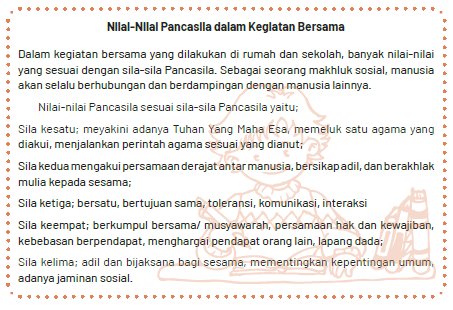 Nilai-Nilai Pancasila dalam Kegiatan Bersama
Dalam kegiatan bersama yang dilakukan di rumah dan sekolah, banyak nilai-nilai
yang sesuai dengan sila-sila Pancasila. Sebagai seorang makhluk sosial, manusia
akan selalu berhubungan dan berdampingan dengan manusia lainnya.
Nilai-nilai Pancasila sesuai sila-sila Pancasila yaitu;
Sila kesatu; meyakini adanya Tuhan Yang Maha Esa, memeluk satu agama yang
diakui, menjalankan perintah agama sesuai yang dianut;
Sila kedua mengakui persamaan derajat antar manusia, bersikap adil, dan berakhlak
mulia kepada sesama;
Sila ketiga; bersatu, bertujuan sama, toleransi, komunikasi, interaksi
Sila keempat; berkumpul bersama/ musyawarah, persamaan hak dan kewajiban,
kebebasan berpendapat, menghargai pendapat orang lain, lapang dada;
Sila kelima; adil dan bijaksana bagi sesama, mementingkan kepentingan umum,
adanya jaminan sosial.